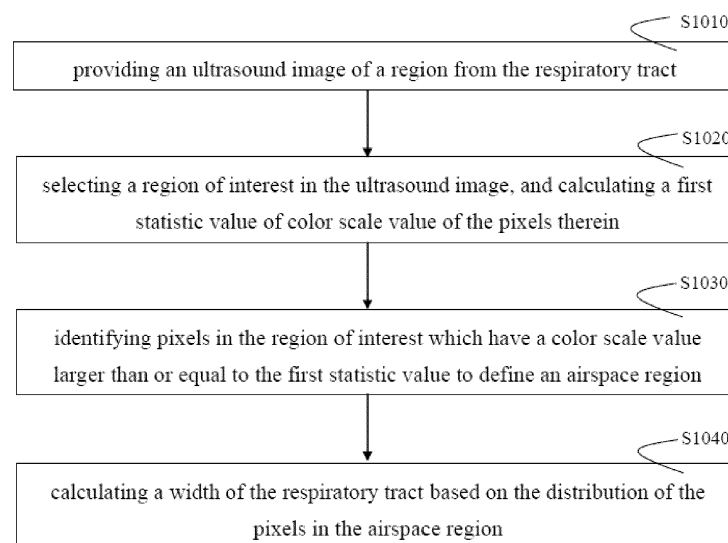 S1010
providing an ultrasound image of a region from the respiratory tract
S1020
selecting a region of interest in the ultrasound image, and calculating a first
statistic value of color scale value of the pixels therein
S1030
identifying pixels in the region of interest which have a color scale value
larger than or equal to the first statistic value to define an airspace region
S1040
calculating a width of the respiratory tract based on the distribution of the
pixels in the airspace region